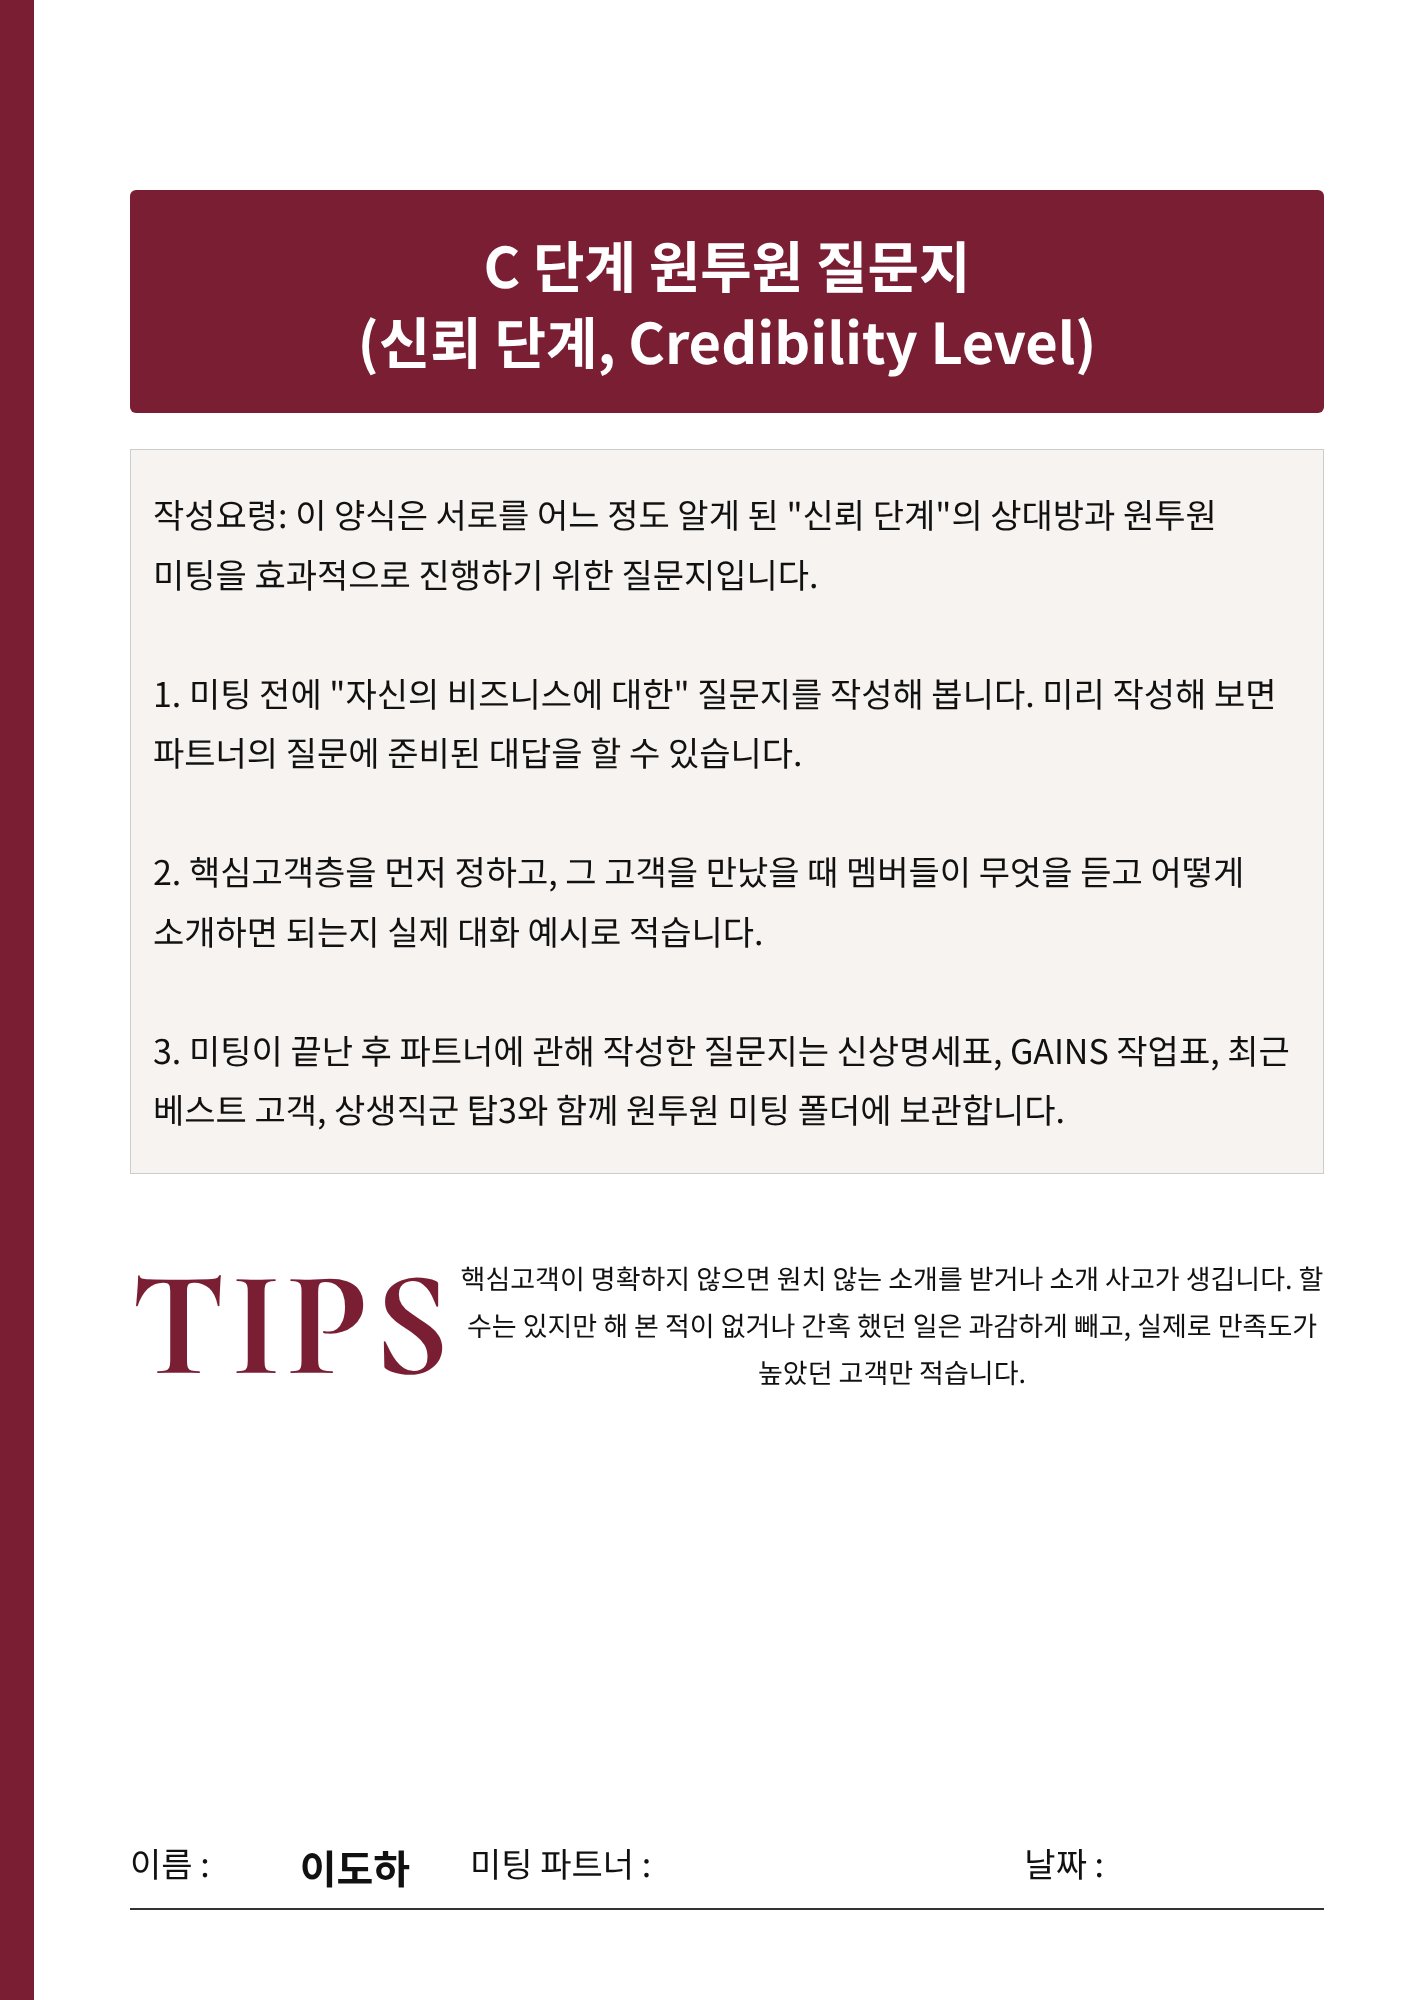 C 단계 원투원 질문지
(신뢰 단계, Credibility Level)
작성요령: 이 양식은 서로를 어느 정도 알게 된 "신뢰 단계"의 상대방과 원투원
미팅을 효과적으로 진행하기 위한 질문지입니다.
1. 미팅 전에 "자신의 비즈니스에 대한" 질문지를 작성해 봅니다. 미리 작성해 보면
파트너의 질문에 준비된 대답을 할 수 있습니다.
2. 핵심고객층을 먼저 정하고, 그 고객을 만났을 때 멤버들이 무엇을 듣고 어떻게
소개하면 되는지 실제 대화 예시로 적습니다.
3. 미팅이 끝난 후 파트너에 관해 작성한 질문지는 신상명세표, GAINS 작업표, 최근
베스트 고객, 상생직군 탑3와 함께 원투원 미팅 폴더에 보관합니다.
TIPS
핵심고객이 명확하지 않으면 원치 않는 소개를 받거나 소개 사고가 생깁니다. 할
수는 있지만 해 본 적이 없거나 간혹 했던 일은 과감하게 빼고, 실제로 만족도가
높았던 고객만 적습니다.
이름 : 이도하 미팅 파트너 : 날짜 :